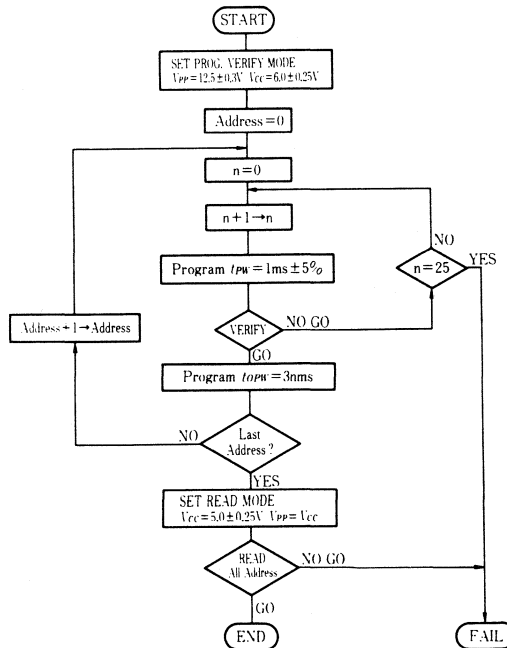 START
SET PROG. VERIFY MODE
VPP=12.5±0.3V VCC=6.0±0.25V
Address=0
n=0
n+1→n
NO
YES
n=25
Program tPW=1ms±5%
Address+1→Address
VERIFY
NO GO
GO
Program tOPW=3nms
NO
Last
Address?
YES
SET READ MODE
VCC=5.0±0.25V VPP=VCC
READ
All Address
NO GO
GO
END
FAIL